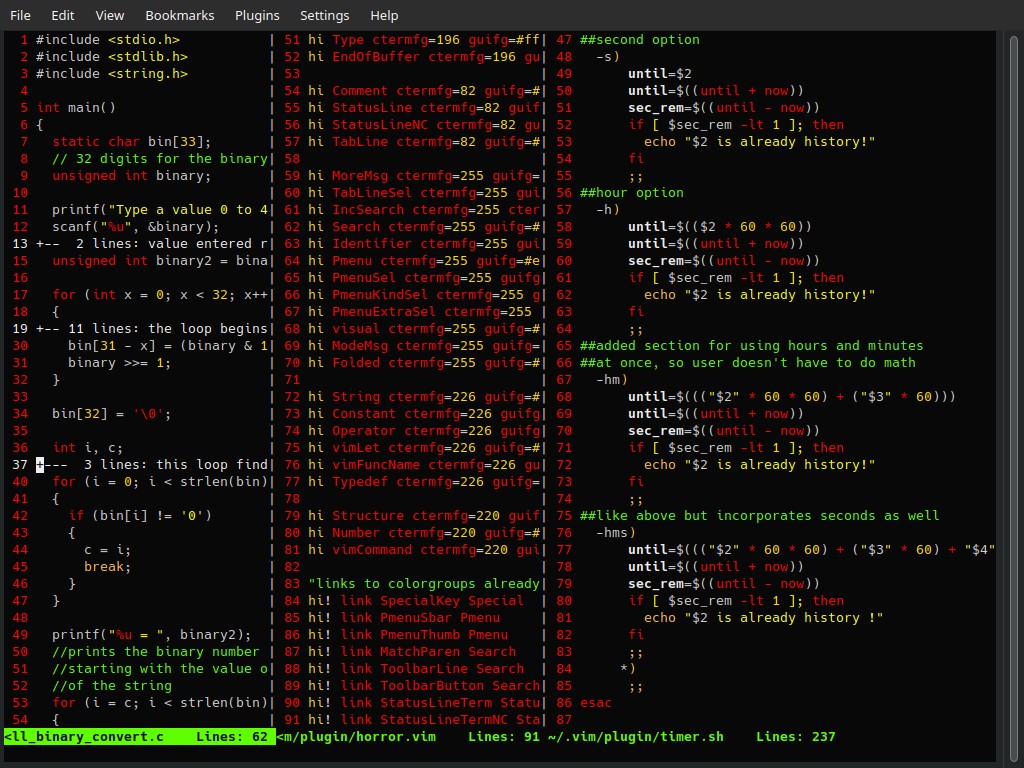 File Edit View Bookmarks Plugins Settings Help
1 #include <stdio.h>
2 #include <stdlib.h>
3 #include <string.h>
4
5 int main()
6 {
7 static char bin[33];
8 // 32 digits for the binary
9 unsigned int binary;
10
11 printf("Type a value 0 to 4
12 scanf("%u", &binary);
13 +-- 2 lines: value entered r
15 unsigned int binary2 = bina
16
17 for (int x = 0; x < 32; x++
18 {
19 +-- 11 lines: the loop begins
30 bin[31 - x] = (binary & 1
31 binary >>= 1;
32 }
33
34 bin[32] = '\0';
35
36 int i, c;
37 +--- 3 lines: this loop find
40 for (i = 0; i < strlen(bin)
41 {
42 if (bin[i] != '0')
43 {
44 c = i;
45 break;
46 }
47 }
48
49 printf("%u = ", binary2);
50 //prints the binary number
51 //starting with the value o
52 //of the string
53 for (i = c; i < strlen(bin)
54 {
<ll_binary_convert.c Lines: 62
51 hi Type ctermfg=196 guifg=#ff
52 hi EndOfBuffer ctermfg=196 gu
53
54 hi Comment ctermfg=82 guifg=#
55 hi StatusLine ctermfg=82 guif
56 hi StatusLineNC ctermfg=82 gu
57 hi TabLine ctermfg=82 guifg=#
58
59 hi MoreMsg ctermfg=255 guifg=
60 hi TabLineSel ctermfg=255 gui
61 hi IncSearch ctermfg=255 cter
62 hi Search ctermfg=255 guifg=#
63 hi Identifier ctermfg=255 gui
64 hi Pmenu ctermfg=255 guifg=#e
65 hi PmenuSel ctermfg=255 guifg
66 hi PmenuKindSel ctermfg=255 g
67 hi PmenuExtraSel ctermfg=255
68 hi visual ctermfg=255 guifg=#
69 hi ModeMsg ctermfg=255 guifg=
70 hi Folded ctermfg=255 guifg=#
71
72 hi String ctermfg=226 guifg=#
73 hi Constant ctermfg=226 guifg
74 hi Operator ctermfg=226 guifg
75 hi vimLet ctermfg=226 guifg=#
76 hi vimFuncName ctermfg=226 gu
77 hi Typedef ctermfg=226 guifg=
78
79 hi Structure ctermfg=220 guif
80 hi Number ctermfg=220 guifg=#
81 hi vimCommand ctermfg=220 gui
82
83 "links to colorgroups already
84 hi! link SpecialKey Special
85 hi! link PmenuSbar Pmenu
86 hi! link PmenuThumb Pmenu
87 hi! link MatchParen Search
88 hi! link ToolbarLine Search
89 hi! link ToolbarButton Search
90 hi! link StatusLineTerm Statu
91 hi! link StatusLineTermNC Sta
<m/plugin/horror.vim Lines: 91
47 ##second option
48 -s)
49 until=$2
50 until=$((until + now))
51 sec_rem=$((until - now))
52 if [ $sec_rem -lt 1 ]; then
53 echo "$2 is already history!"
54 fi
55 ;;
56 ##hour option
57 -h)
58 until=$(($2 * 60 * 60))
59 until=$((until + now))
60 sec_rem=$((until - now))
61 if [ $sec_rem -lt 1 ]; then
62 echo "$2 is already history!"
63 fi
64 ;;
65 ##added section for using hours and minutes
66 ##at once, so user doesn't have to do math
67 -hm)
68 until=$((("$2" * 60 * 60) + ("$3" * 60)))
69 until=$((until + now))
70 sec_rem=$((until - now))
71 if [ $sec_rem -lt 1 ]; then
72 echo "$2 is already history!"
73 fi
74 ;;
75 ##like above but incorporates seconds as well
76 -hms)
77 until=$((("$2" * 60 * 60) + ("$3" * 60) + "$4"
78 until=$((until + now))
79 sec_rem=$((until - now))
80 if [ $sec_rem -lt 1 ]; then
81 echo "$2 is already history !"
82 fi
83 ;;
84 *)
85 ;;
86 esac
87
~/.vim/plugin/timer.sh Lines: 237